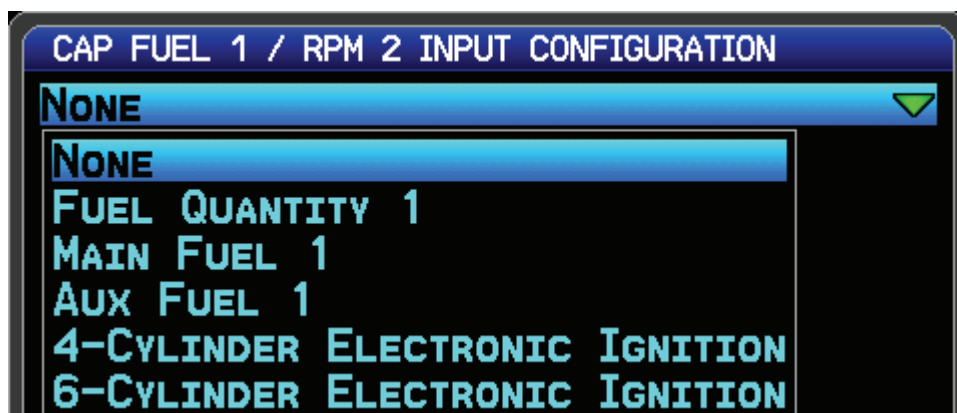 CAP FUEL 1 / RPM 2 INPUT CONFIGURATION
NONE
NONE
FUEL QUANTITY 1
MAIN FUEL 1
AUX FUEL 1
4-CYLINDER ELECTRONIC IGNITION
6-CYLINDER ELECTRONIC IGNITION